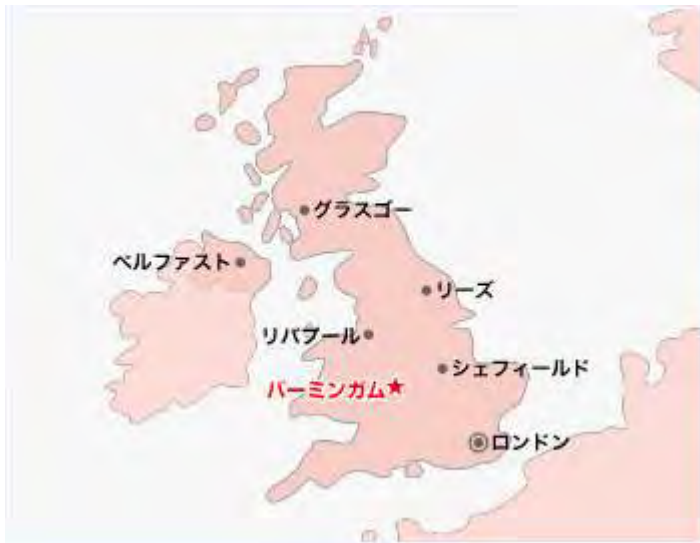 グラスゴー
ベルファスト
リーズ
リバプール
シェフィールド
バーミンガム
ロンドン